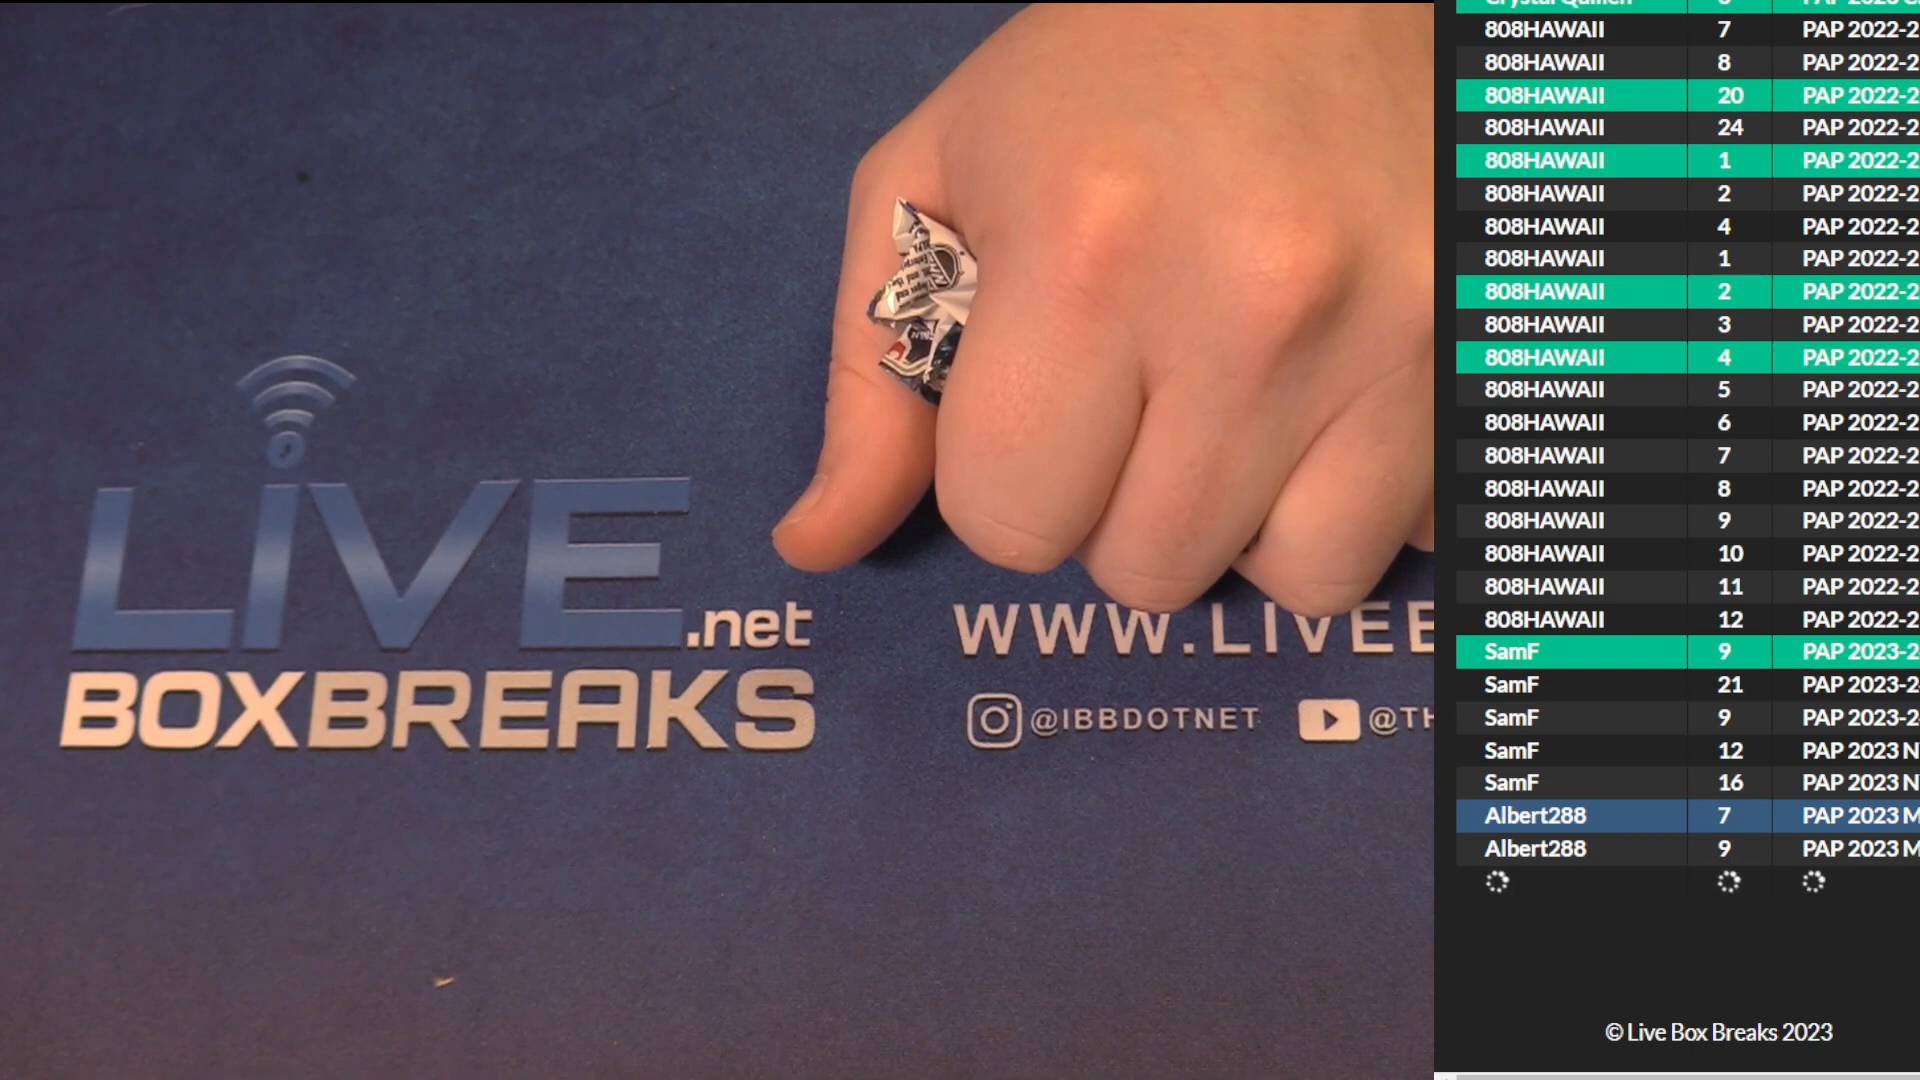 LIVE.net
BOXBREAKS
WWW.LIVE
@IBBDOTNET
@TH
808HAWAII 7 PAP 2022-2
808HAWAII 8 PAP 2022-2
808HAWAII 20 PAP 2022-2
808HAWAII 24 PAP 2022-2
808HAWAII 1 PAP 2022-2
808HAWAII 2 PAP 2022-2
808HAWAII 4 PAP 2022-2
808HAWAII 1 PAP 2022-2
808HAWAII 2 PAP 2022-2
808HAWAII 3 PAP 2022-2
808HAWAII 4 PAP 2022-2
808HAWAII 5 PAP 2022-2
808HAWAII 6 PAP 2022-2
808HAWAII 7 PAP 2022-2
808HAWAII 8 PAP 2022-2
808HAWAII 9 PAP 2022-2
808HAWAII 10 PAP 2022-2
808HAWAII 11 PAP 2022-2
808HAWAII 12 PAP 2022-2
SamF 9 PAP 2023-2
SamF 21 PAP 2023-2
SamF 9 PAP 2023-2
SamF 12 PAP 2023 N
SamF 16 PAP 2023 N
Albert288 7 PAP 2023 M
Albert288 9 PAP 2023 M
© Live Box Breaks 2023